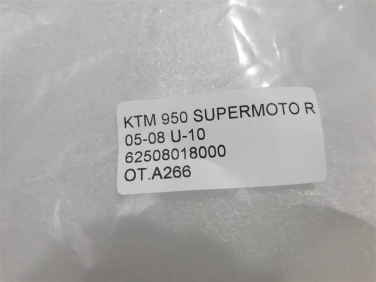 KTM 950 SUPERMOTO R
05-08 U-10
62508018000
OT.A266